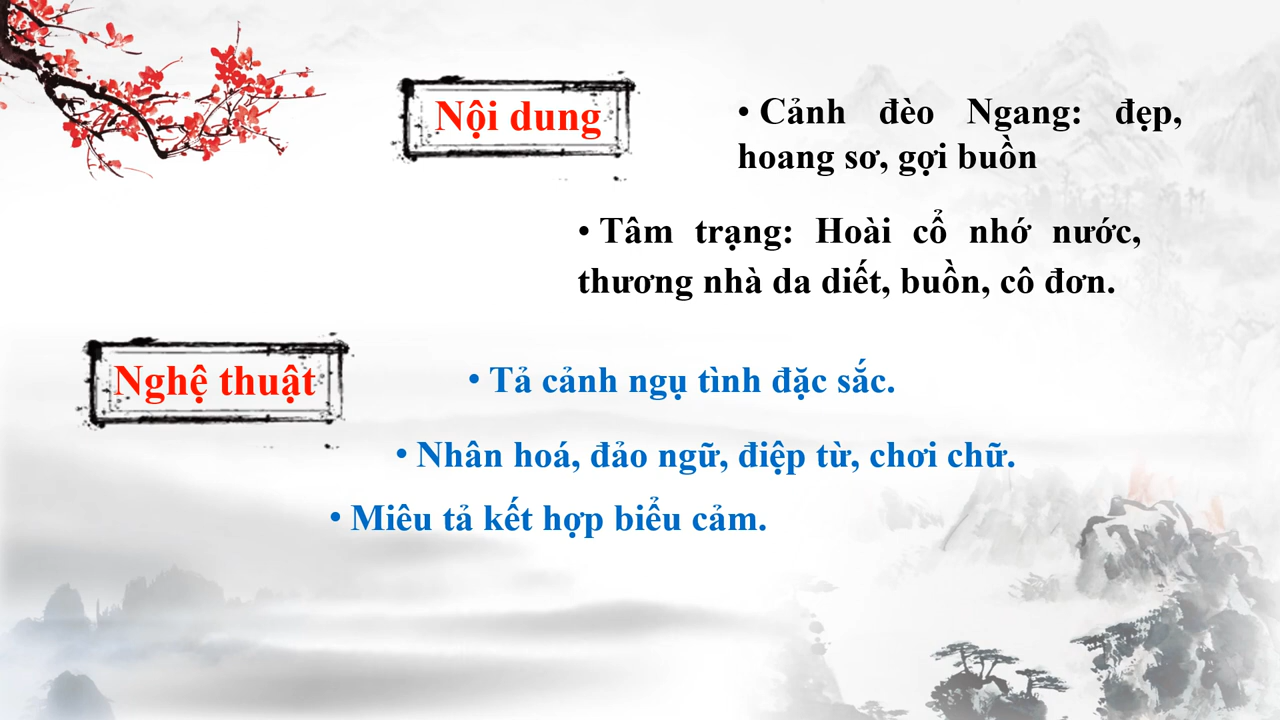 Nội dung
• Cảnh đèo Ngang: đẹp,
hoang sơ, gợi buồn
• Tâm trạng: Hoài cổ nhớ nước,
thương nhà da diết, buồn, cô đơn.
Nghệ thuật
• Tả cảnh ngụ tình đặc sắc.
• Nhân hoá, đảo ngữ, điệp từ, chơi chữ.
• Miêu tả kết hợp biểu cảm.